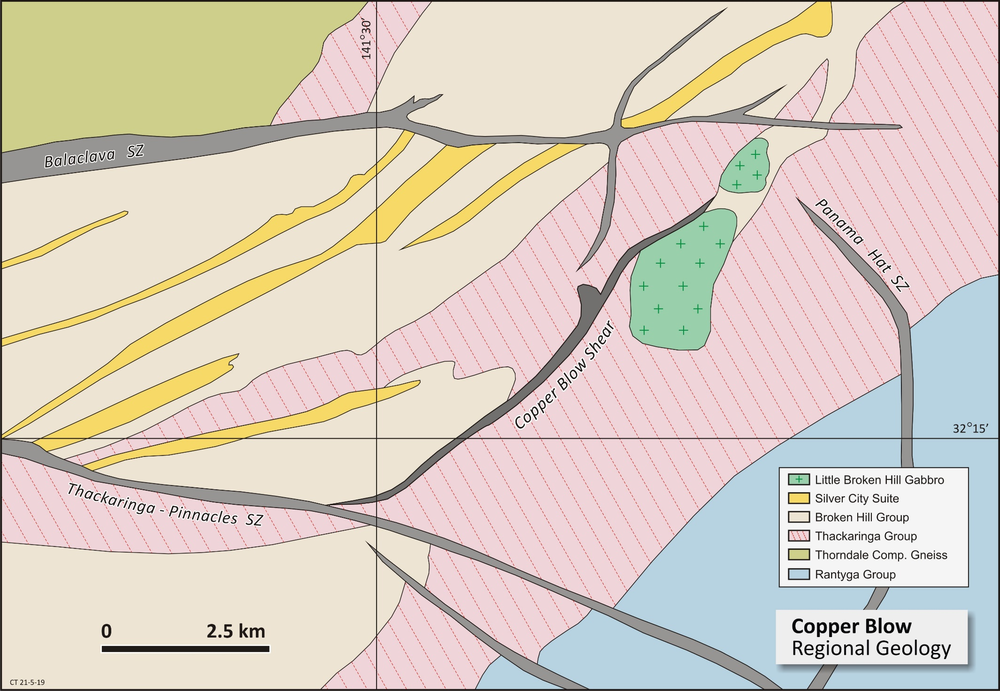 141°30’
Balaclava SZ
Panama Hat SZ
Copper Blow Shear
32°15’
Thackaringa - Pinnacles SZ
Little Broken Hill Gabbro
Silver City Suite
Broken Hill Group
Thackaringa Group
Thorndale Comp. Gneiss
Rantyga Group
0 2.5 km
Copper Blow
Regional Geology
CT 21-5-19